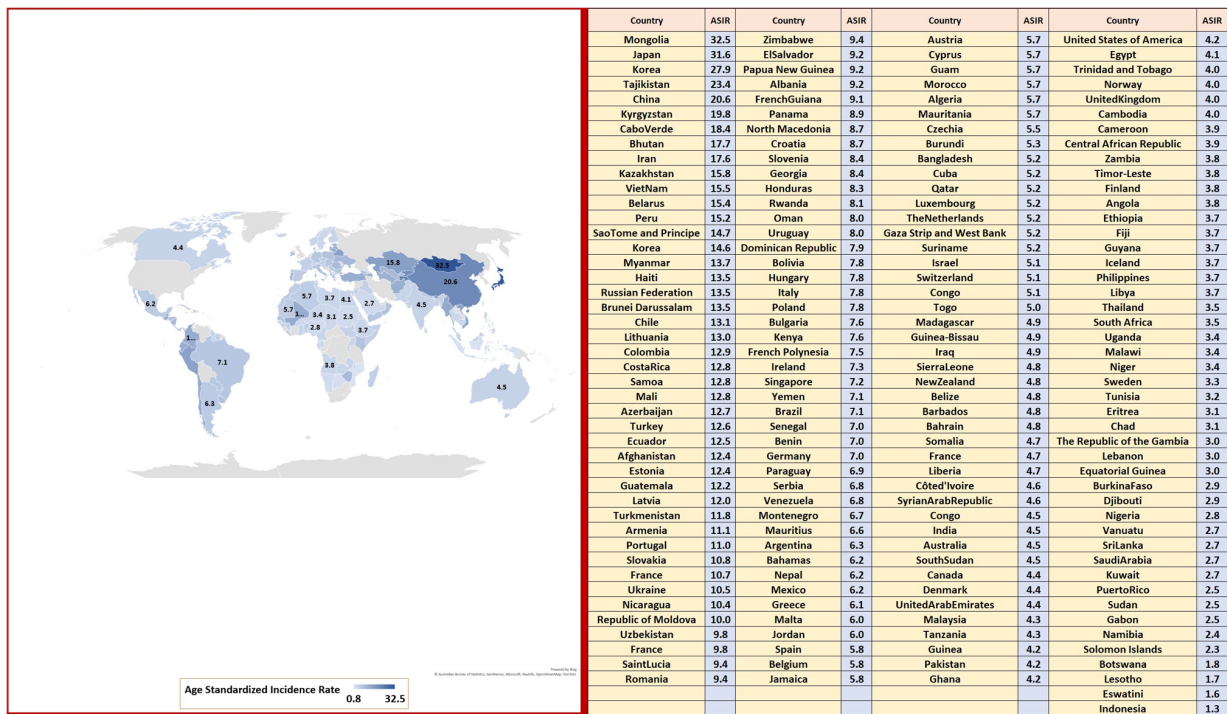 4.4
6.2
1...
7.1
6.3
15.8
32.5
20.6
5.7
3.7
4.1
2.7
4.5
5.7
1...
3.4
3.1
2.5
2.8
3.7
3.8
4.5
Age Standardized Incidence Rate
0.8 32.5
Powered by Bing
Country ASIR Country ASIR Country ASIR Country ASIR
Mongolia 32.5 Zimbabwe 9.4 Austria 5.7 United States of America 4.2
Japan 31.6 ElSalvador 9.2 Cyprus 5.7 Egypt 4.1
Korea 27.9 Papua New Guinea 9.2 Guam 5.7 Trinidad and Tobago 4.0
Tajikistan 23.4 Albania 9.2 Morocco 5.7 Norway 4.0
China 20.6 FrenchGuiana 9.1 Algeria 5.7 UnitedKingdom 4.0
Kyrgyzstan 19.8 Panama 8.9 Mauritania 5.7 Cambodia 4.0
CaboVerde 18.4 North Macedonia 8.7 Czechia 5.5 Cameroon 3.9
Bhutan 17.7 Croatia 8.7 Burundi 5.3 Central African Republic 3.9
Iran 17.6 Slovenia 8.4 Bangladesh 5.2 Zambia 3.8
Kazakhstan 15.8 Georgia 8.4 Cuba 5.2 Timor-Leste 3.8
VietNam 15.5 Honduras 8.3 Qatar 5.2 Finland 3.8
Belarus 15.4 Rwanda 8.1 Luxembourg 5.2 Angola 3.8
Peru 15.2 Oman 8.0 TheNetherlands 5.2 Ethiopia 3.7
SaoTome and Principe 14.7 Uruguay 8.0 Gaza Strip and West Bank 5.2 Fiji 3.7
Korea 14.6 Dominican Republic 7.9 Suriname 5.2 Guyana 3.7
Myanmar 13.7 Bolivia 7.8 Israel 5.1 Iceland 3.7
Haiti 13.5 Hungary 7.8 Switzerland 5.1 Philippines 3.7
Russian Federation 13.5 Italy 7.8 Congo 5.1 Libya 3.7
Brunei Darussalam 13.5 Poland 7.8 Togo 5.0 Thailand 3.5
Chile 13.1 Bulgaria 7.6 Madagascar 4.9 South Africa 3.5
Lithuania 13.0 Kenya 7.6 Guinea-Bissau 4.9 Uganda 3.4
Colombia 12.9 French Polynesia 7.5 Iraq 4.9 Malawi 3.4
CostaRica 12.8 Ireland 7.3 SierraLeone 4.8 Niger 3.4
Samoa 12.8 Singapore 7.2 NewZealand 4.8 Sweden 3.3
Mali 12.8 Yemen 7.1 Belize 4.8 Tunisia 3.2
Azerbaijan 12.7 Brazil 7.1 Barbados 4.8 Eritrea 3.1
Turkey 12.6 Senegal 7.0 Bahrain 4.8 Chad 3.1
Ecuador 12.5 Benin 7.0 Somalia 4.7 The Republic of the Gambia 3.0
Afghanistan 12.4 Germany 7.0 France 4.7 Lebanon 3.0
Estonia 12.4 Paraguay 6.9 Liberia 4.7 Equatorial Guinea 3.0
Guatemala 12.2 Serbia 6.8 Côted'Ivoire 4.6 BurkinaFaso 2.9
Latvia 12.0 Venezuela 6.8 SyrianArabRepublic 4.6 Djibouti 2.9
Turkmenistan 11.8 Montenegro 6.7 Congo 4.5 Nigeria 2.8
Armenia 11.1 Mauritius 6.6 India 4.5 Vanuatu 2.7
Portugal 11.0 Argentina 6.3 Australia 4.5 SriLanka 2.7
Slovakia 10.8 Bahamas 6.2 SouthSudan 4.5 SaudiArabia 2.7
France 10.7 Nepal 6.2 Canada 4.4 Kuwait 2.7
Ukraine 10.5 Mexico 6.2 Denmark 4.4 PuertoRico 2.5
Nicaragua 10.4 Greece 6.1 UnitedArabEmirates 4.4 Sudan 2.5
Republic of Moldova 10.0 Malta 6.0 Malaysia 4.3 Gabon 2.5
Uzbekistan 9.8 Jordan 6.0 Tanzania 4.3 Namibia 2.4
France 9.8 Spain 5.8 Guinea 4.2 Solomon Islands 2.3
SaintLucia 9.4 Belgium 5.8 Pakistan 4.2 Botswana 1.8
Romania 9.4 Jamaica 5.8 Ghana 4.2 Lesotho 1.7
Eswatini 1.6
Indonesia 1.3